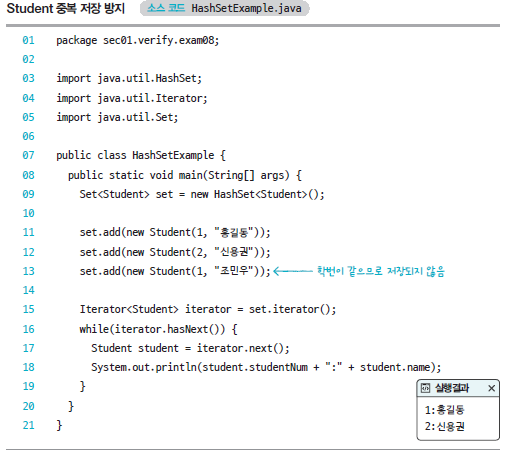 Student 중복 저장 방지 소스 코드 HashSetExample.java
01 package sec01.verify.exam08;
02
03 import java.util.HashSet;
04 import java.util.Iterator;
05 import java.util.Set;
06
07 public class HashSetExample {
08 public static void main(String[] args) {
09 Set<Student> set = new HashSet<Student>();
10
11 set.add(new Student(1, "홍길동"));
12 set.add(new Student(2, "신용권"));
13 set.add(new Student(1, "조민우")); 학번이 같으므로 저장되지 않음
14
15 Iterator<Student> iterator = set.iterator();
16 while(iterator.hasNext()) {
17 Student student = iterator.next();
18 System.out.println(student.studentNum + ":" + student.name);
19 }
20 }
21 }
실행결과
1:홍길동
2:신용권